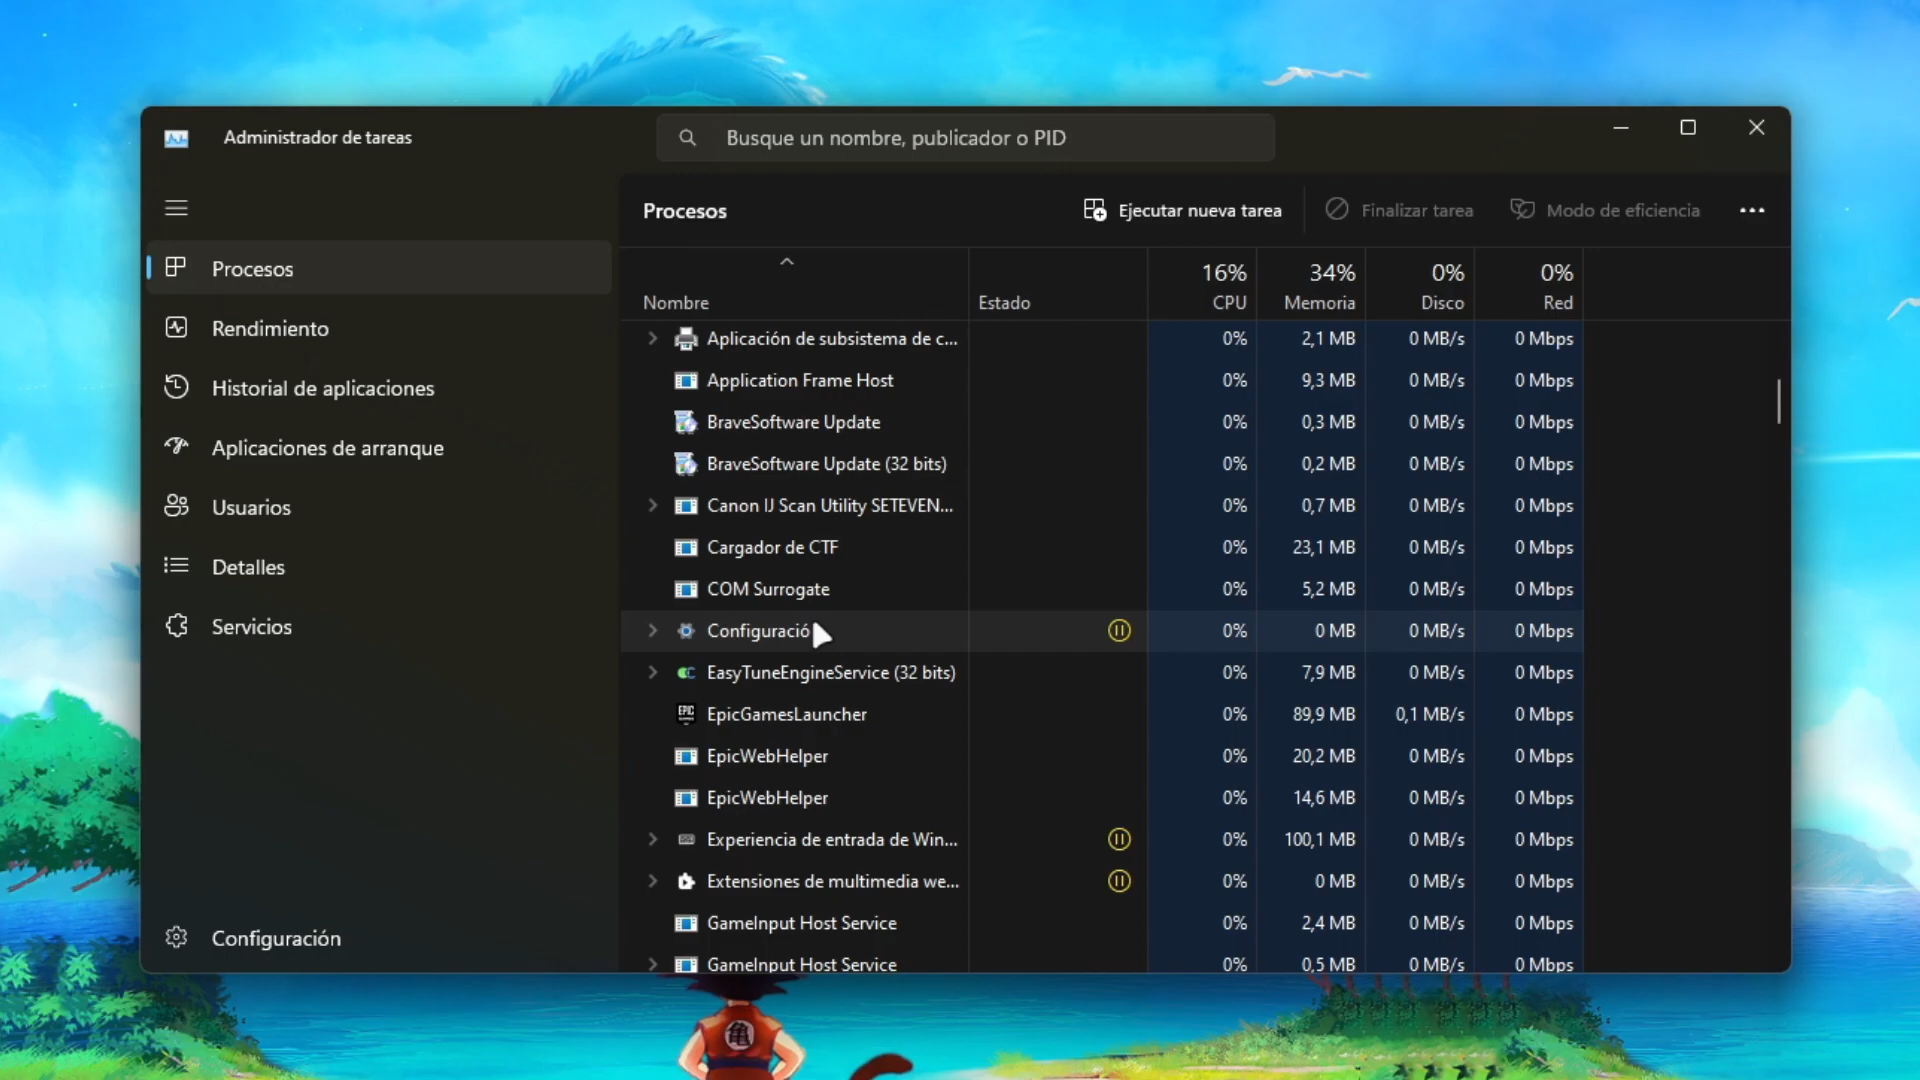 Administrador de tareas
Busque un nombre, publicador o PID
Procesos
Rendimiento
Historial de aplicaciones
Aplicaciones de arranque
Usuarios
Detalles
Servicios
Configuración
Procesos
Ejecutar nueva tarea
Finalizar tarea
Modo de eficiencia
16% 34% 0% 0%
Nombre Estado CPU Memoria Disco Red
Aplicación de subsistema de c... 0% 2,1 MB 0 MB/s 0 Mbps
Application Frame Host 0% 9,3 MB 0 MB/s 0 Mbps
BraveSoftware Update 0% 0,3 MB 0 MB/s 0 Mbps
BraveSoftware Update (32 bits) 0% 0,2 MB 0 MB/s 0 Mbps
Canon IJ Scan Utility SETEVEN... 0% 0,7 MB 0 MB/s 0 Mbps
Cargador de CTF 0% 23,1 MB 0 MB/s 0 Mbps
COM Surrogate 0% 5,2 MB 0 MB/s 0 Mbps
Configuració 0% 0 MB 0 MB/s 0 Mbps
EasyTuneEngineService (32 bits) 0% 7,9 MB 0 MB/s 0 Mbps
EPIC EpicGamesLauncher 0% 89,9 MB 0,1 MB/s 0 Mbps
EpicWebHelper 0% 20,2 MB 0 MB/s 0 Mbps
EpicWebHelper 0% 14,6 MB 0 MB/s 0 Mbps
Experiencia de entrada de Win... 0% 100,1 MB 0 MB/s 0 Mbps
Extensiones de multimedia we... 0% 0 MB 0 MB/s 0 Mbps
GameInput Host Service 0% 2,4 MB 0 MB/s 0 Mbps
GameInput Host Service 0% 0,5 MB 0 MB/s 0 Mbps
亀